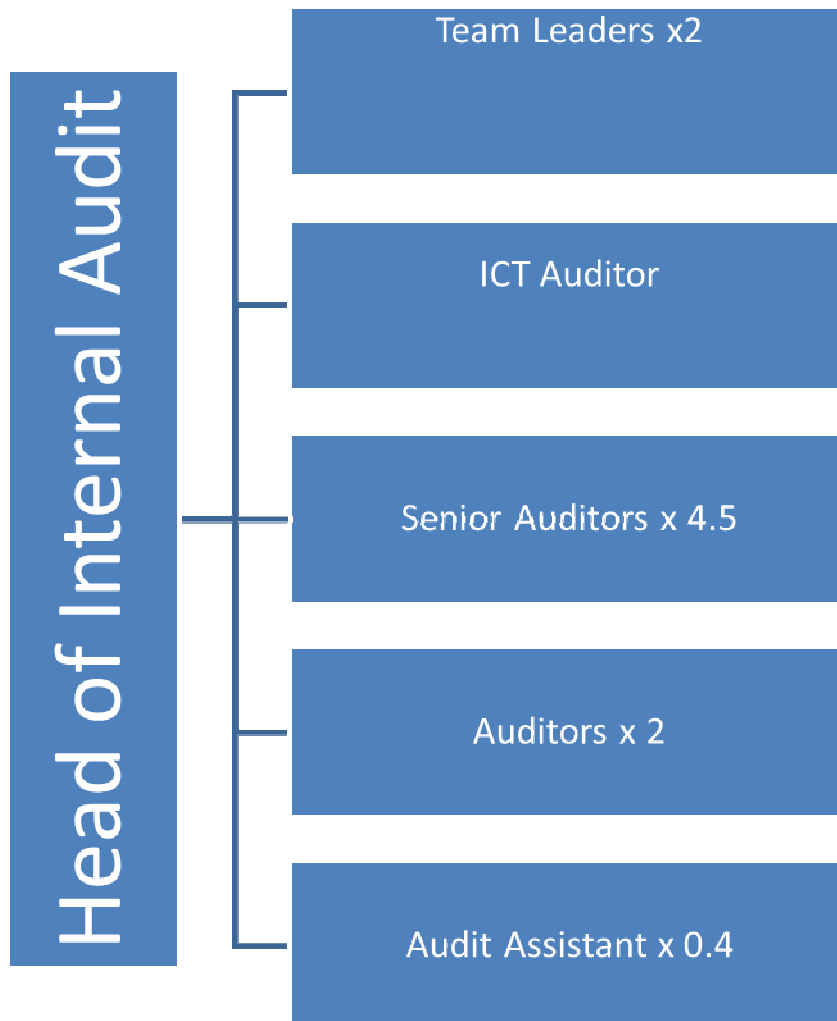 Head of Internal Audit
Team Leaders x2
ICT Auditor
Senior Auditors x 4.5
Auditors x 2
Audit Assistant x 0.4